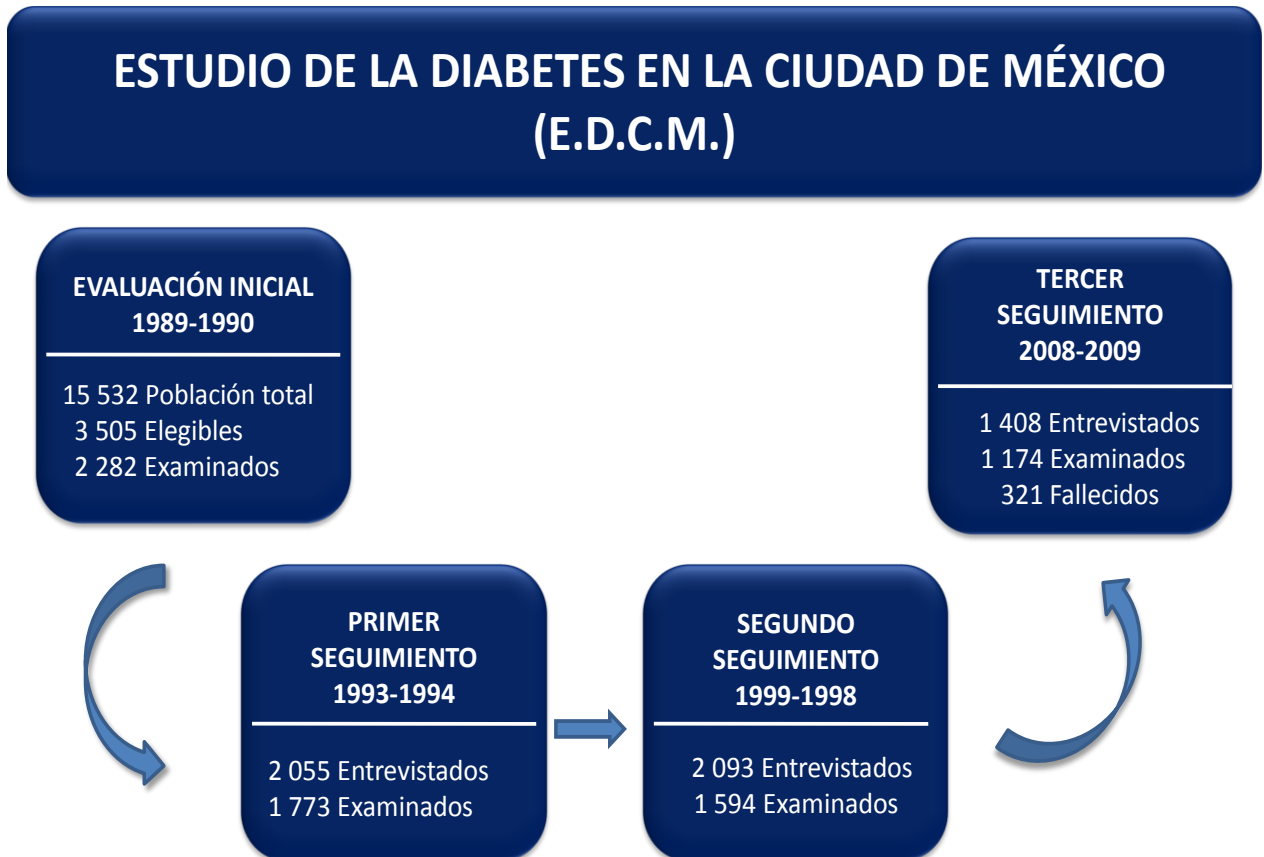 ESTUDIO DE LA DIABETES EN LA CIUDAD DE MÉXICO
(E.D.C.M.)
EVALUACIÓN INICIAL
1989-1990
15 532 Población total
3 505 Elegibles
2 282 Examinados
PRIMER
SEGUIMIENTO
1993-1994
2 055 Entrevistados
1 773 Examinados
SEGUNDO
SEGUIMIENTO
1999-1998
2 093 Entrevistados
1 594 Examinados
TERCER
SEGUIMIENTO
2008-2009
1 408 Entrevistados
1 174 Examinados
321 Fallecidos